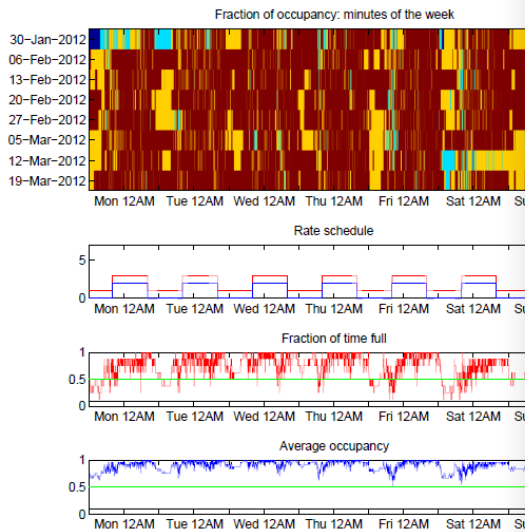 Fraction of occupancy: minutes of the week
30-Jan-2012
06-Feb-2012
13-Feb-2012
20-Feb-2012
27-Feb-2012
05-Mar-2012
12-Mar-2012
19-Mar-2012
Mon 12AM Tue 12AM Wed 12AM Thu 12AM Fri 12AM Sat 12AM Su
Rate schedule
5
0
Mon 12AM Tue 12AM Wed 12AM Thu 12AM Fri 12AM Sat 12AM Su
Fraction of time full
1
0.5
0
Mon 12AM Tue 12AM Wed 12AM Thu 12AM Fri 12AM Sat 12AM Su
Average occupancy
1
0.5
0
Mon 12AM Tue 12AM Wed 12AM Thu 12AM Fri 12AM Sat 12AM Su